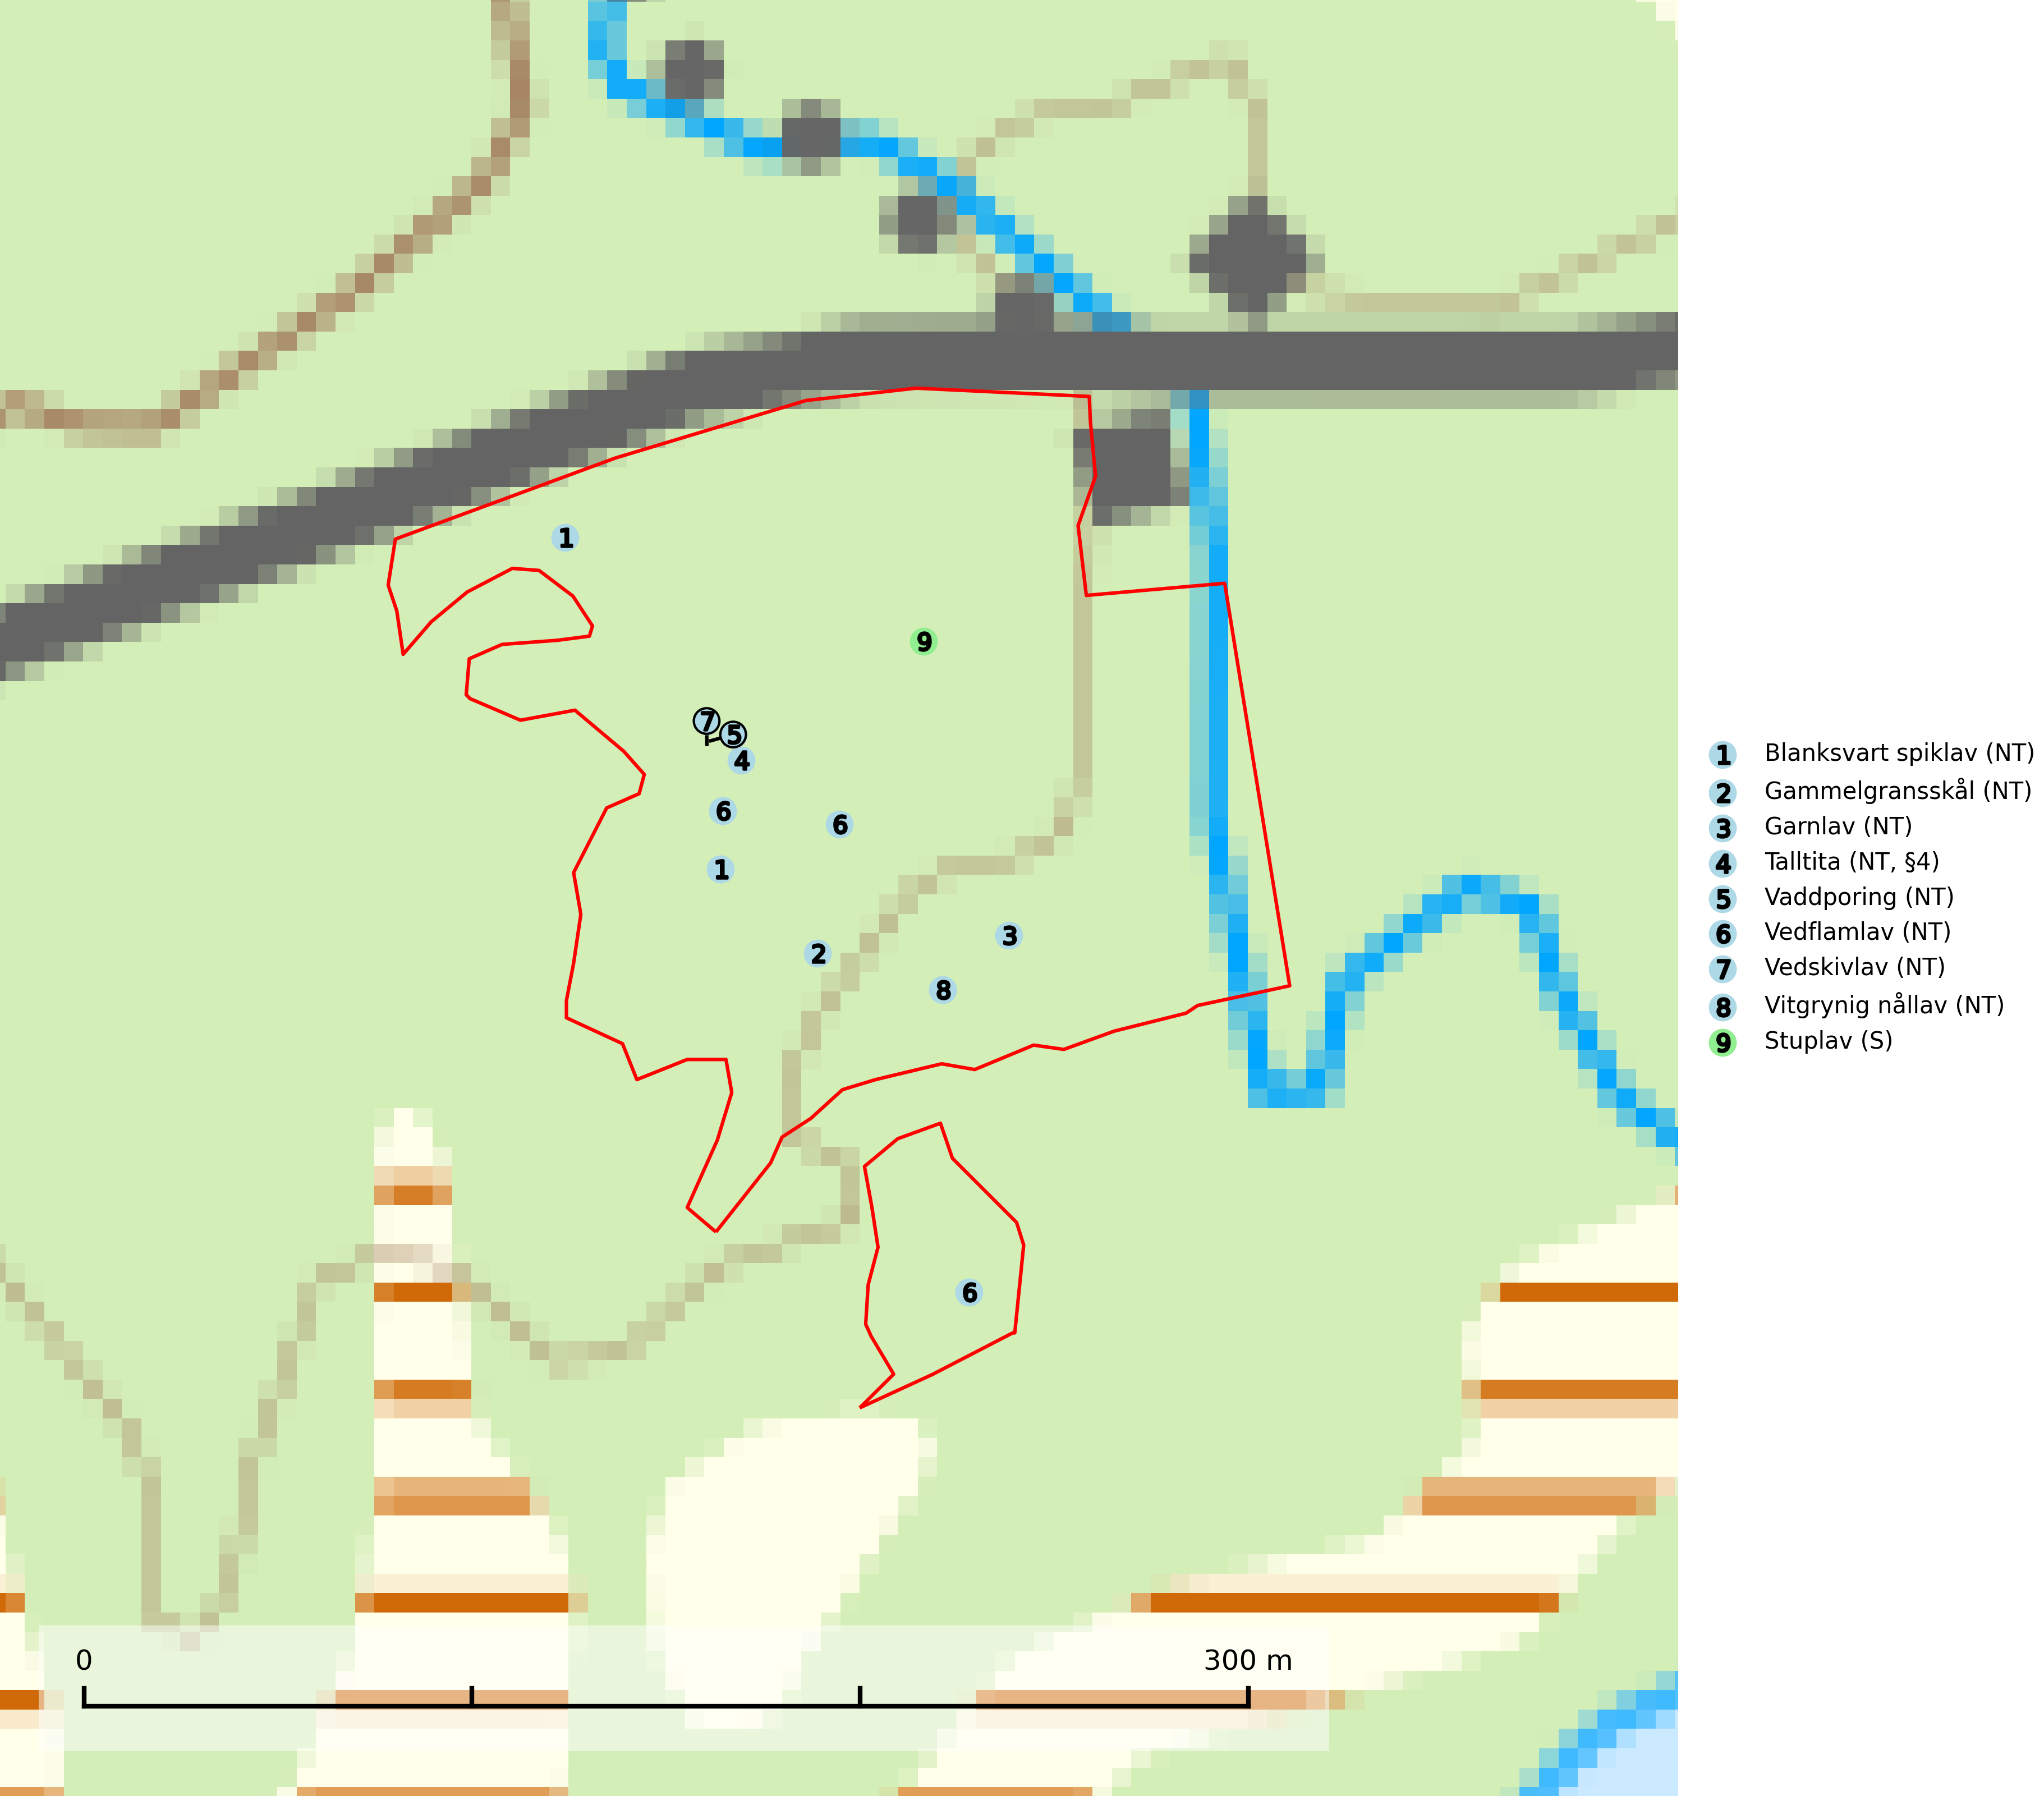 1
9
7
5
4
6
6
1
3
2
8
6
1 Blanksvart spiklav (NT)
2 Gammelgransskål (NT)
3 Garnlav (NT)
4 Talltita (NT, §4)
5 Vaddporing (NT)
6 Vedflamlav (NT)
7 Vedskivlav (NT)
8 Vitgrynig nållav (NT)
9 Stuplav (S)
0 300 m